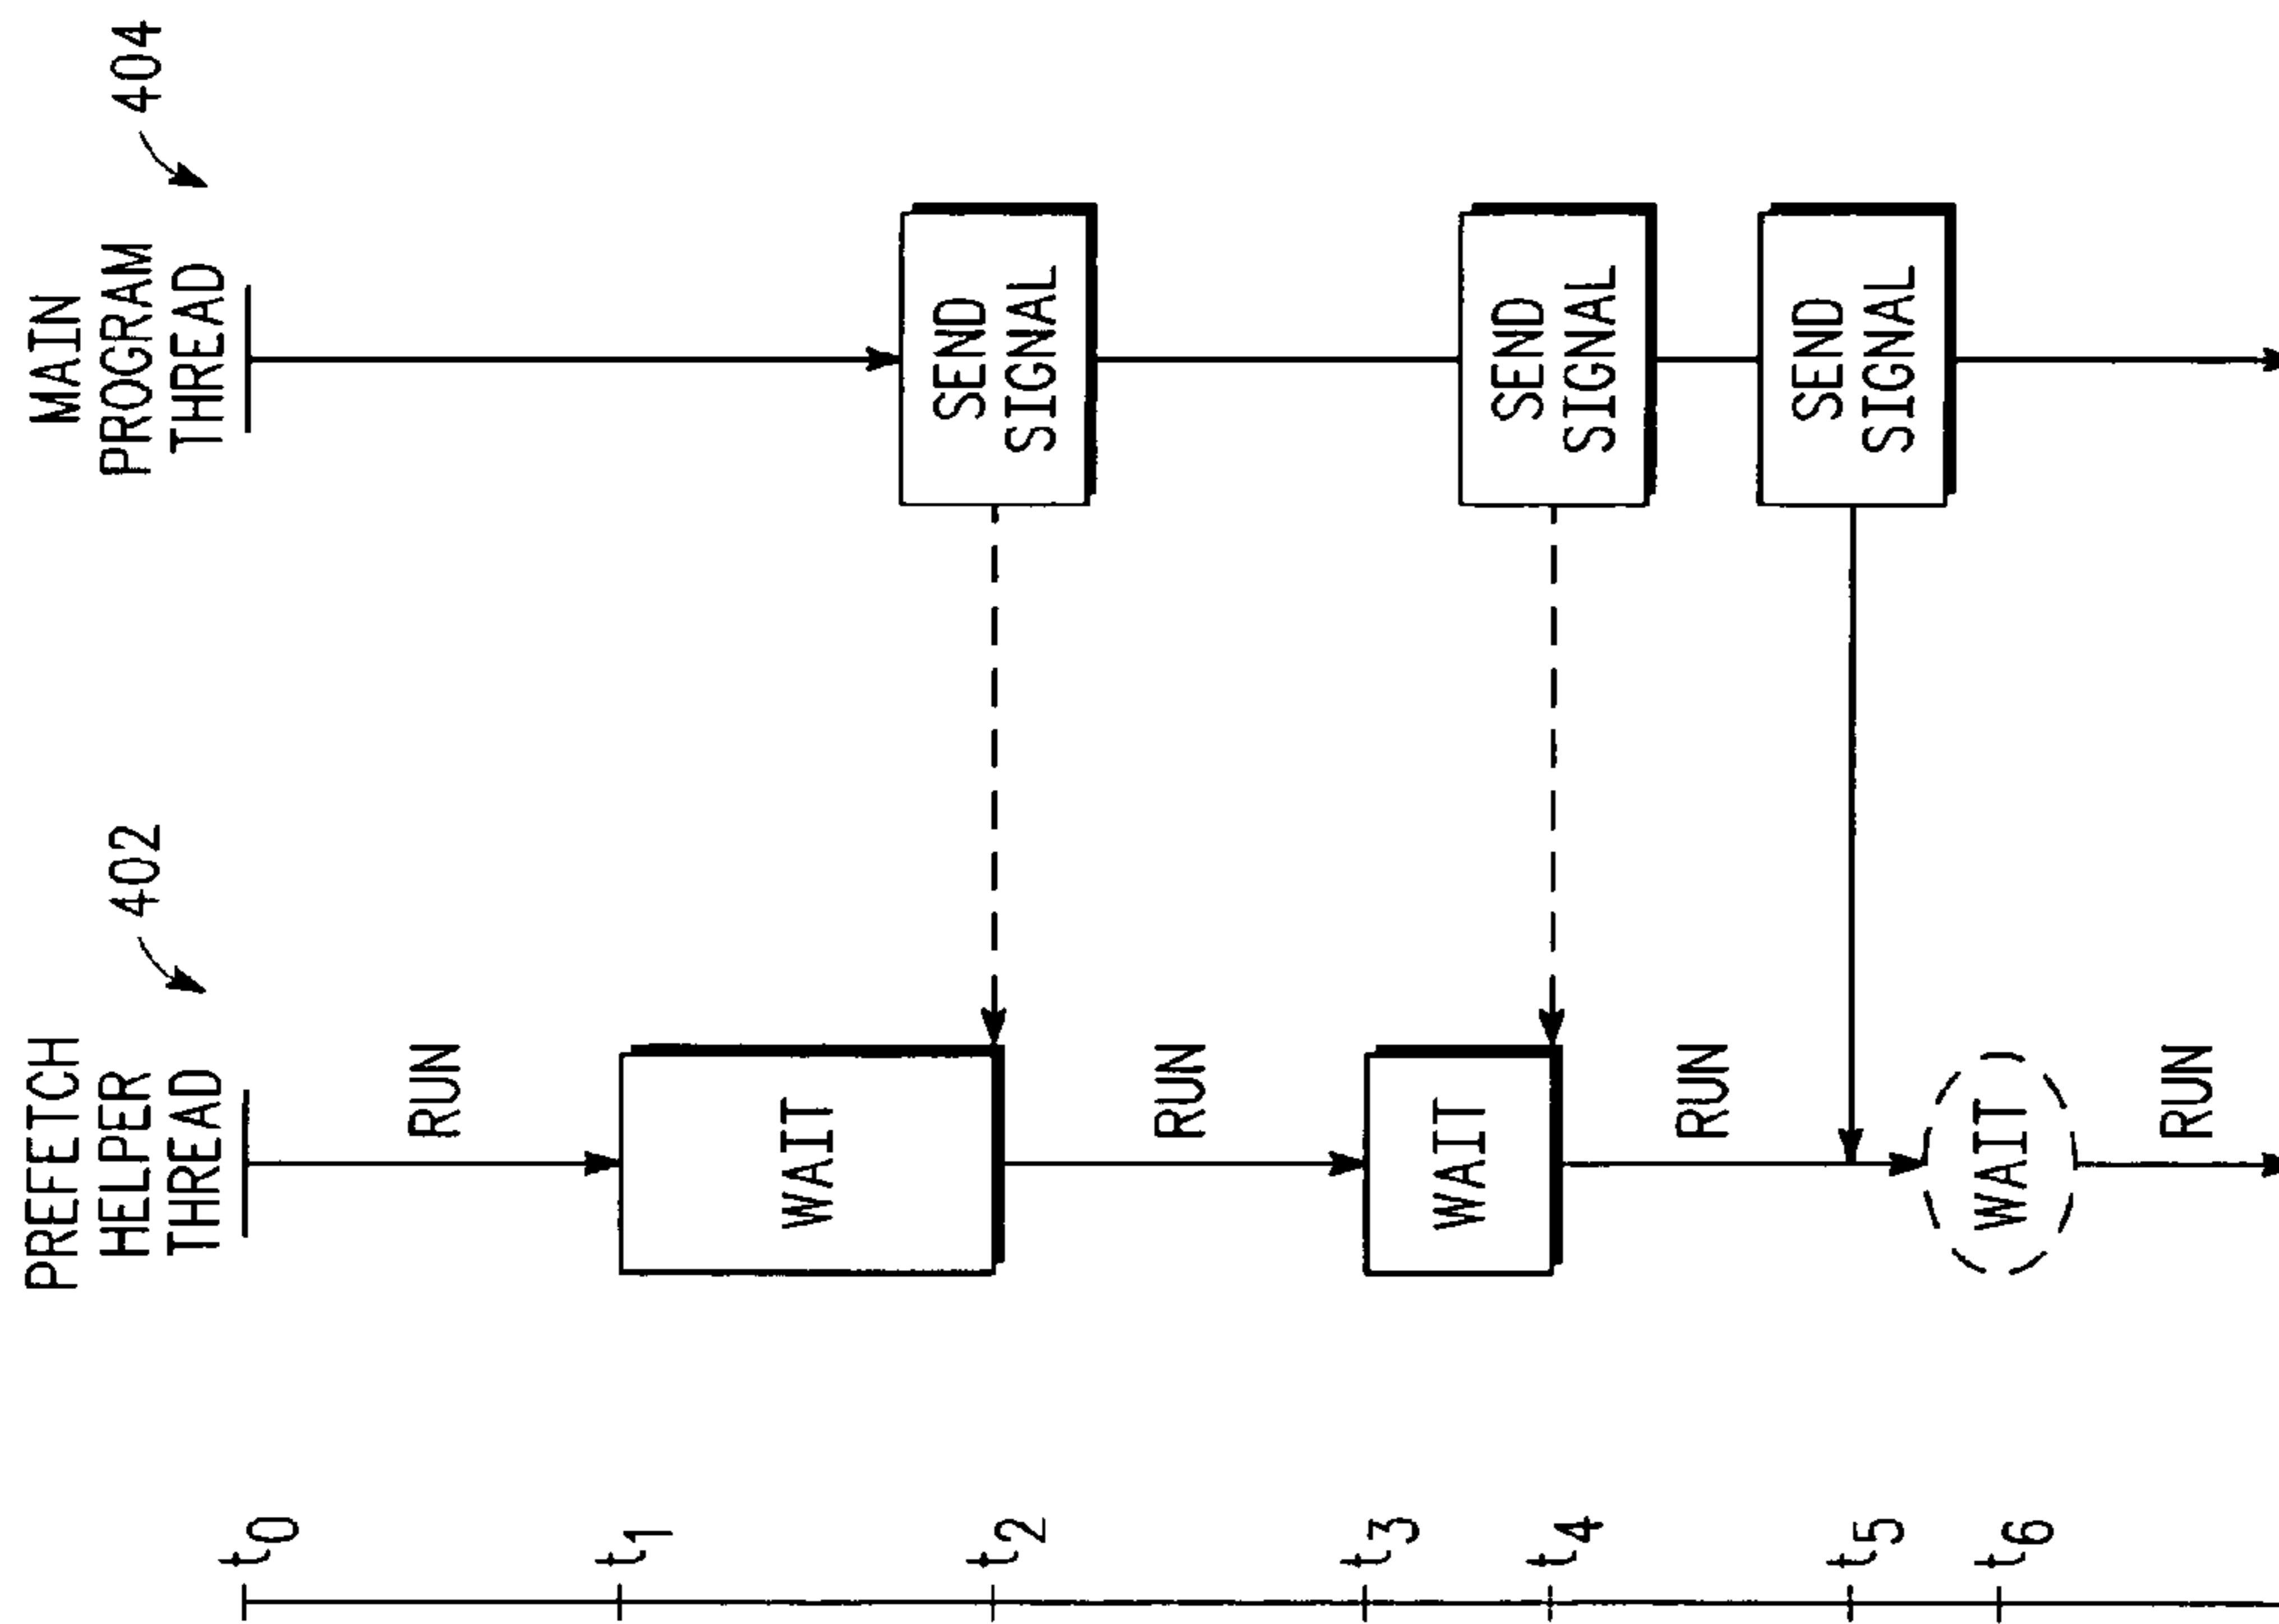 PREFETCH
HELPER
THREAD
402
MAIN
PROGRAM
THREAD
404
t0
RUN
t1
WAIT
t2
SEND
SIGNAL
RUN
t3
WAIT
t4
SEND
SIGNAL
RUN
t5
SEND
SIGNAL
t6
WAIT
RUN